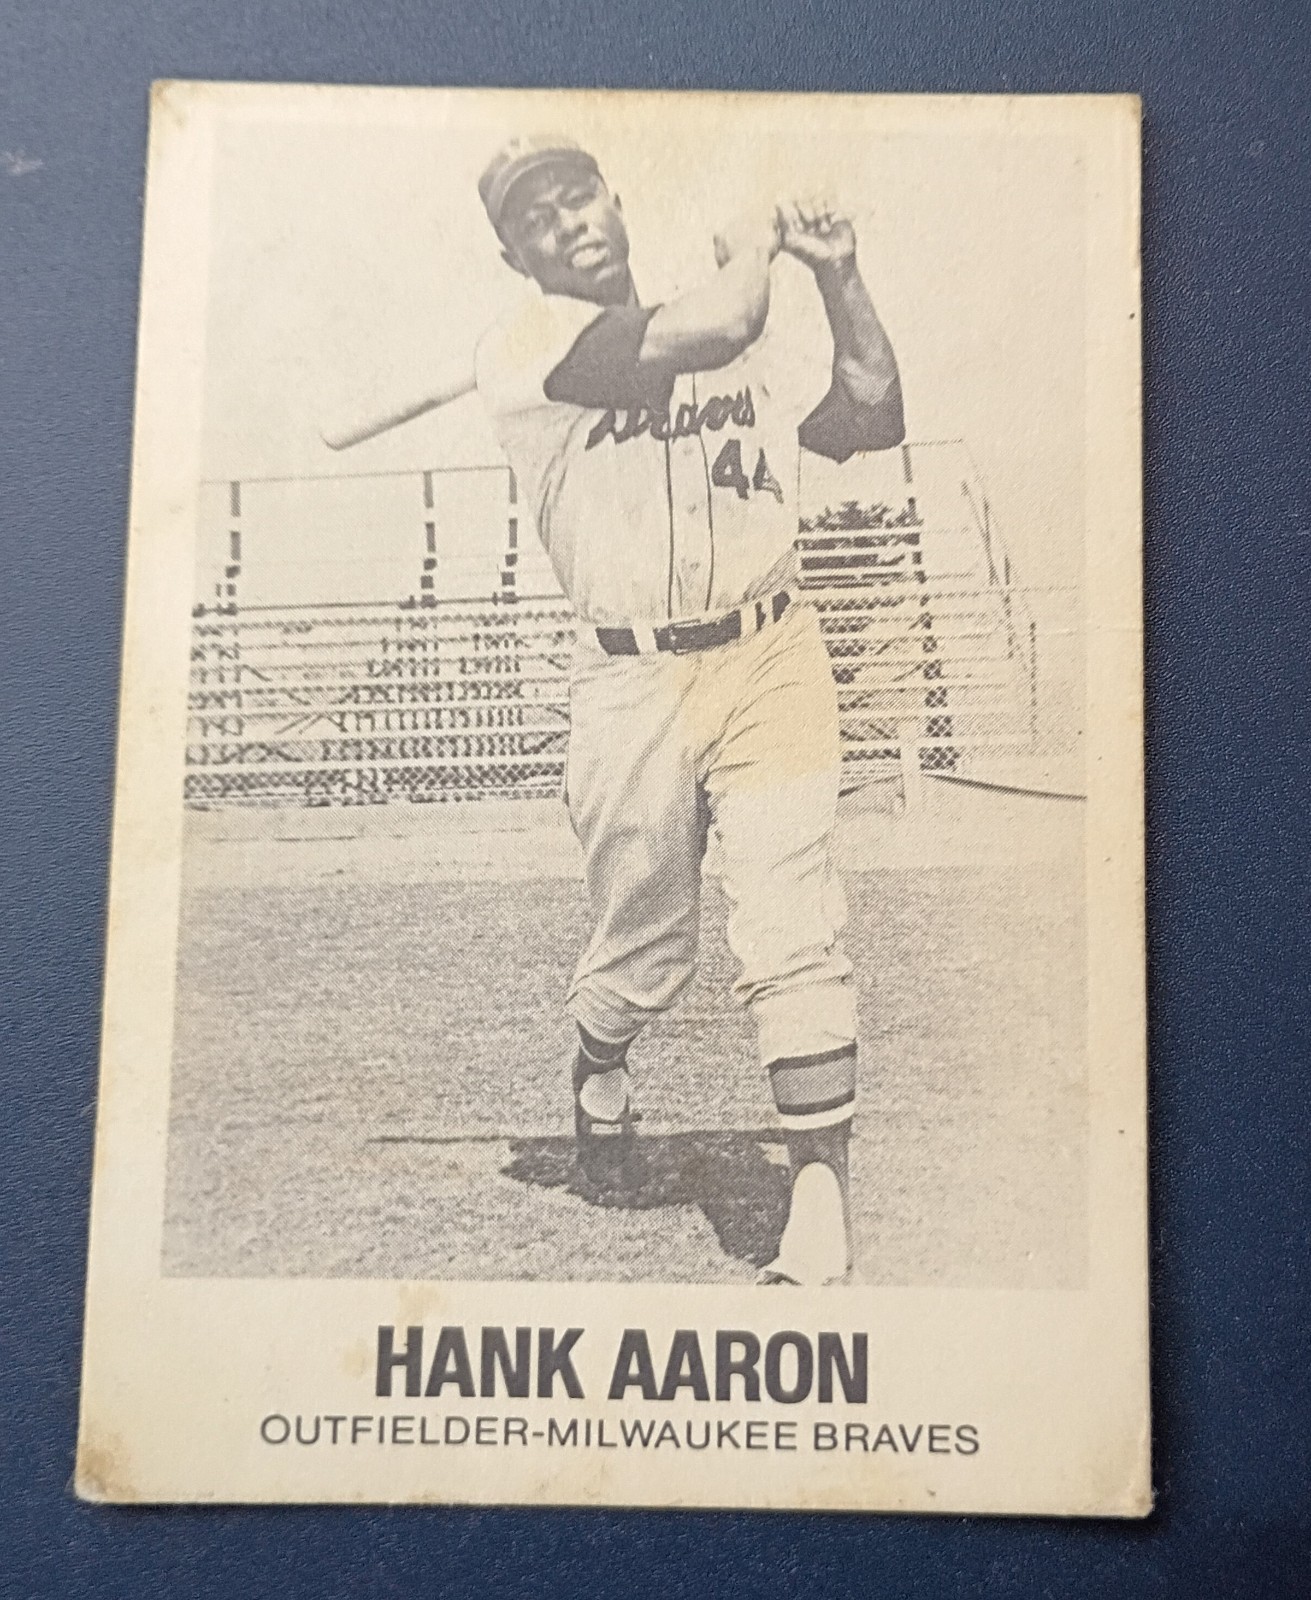 Braves
44
HANK AARON
OUTFIELDER-MILWAUKEE BRAVES